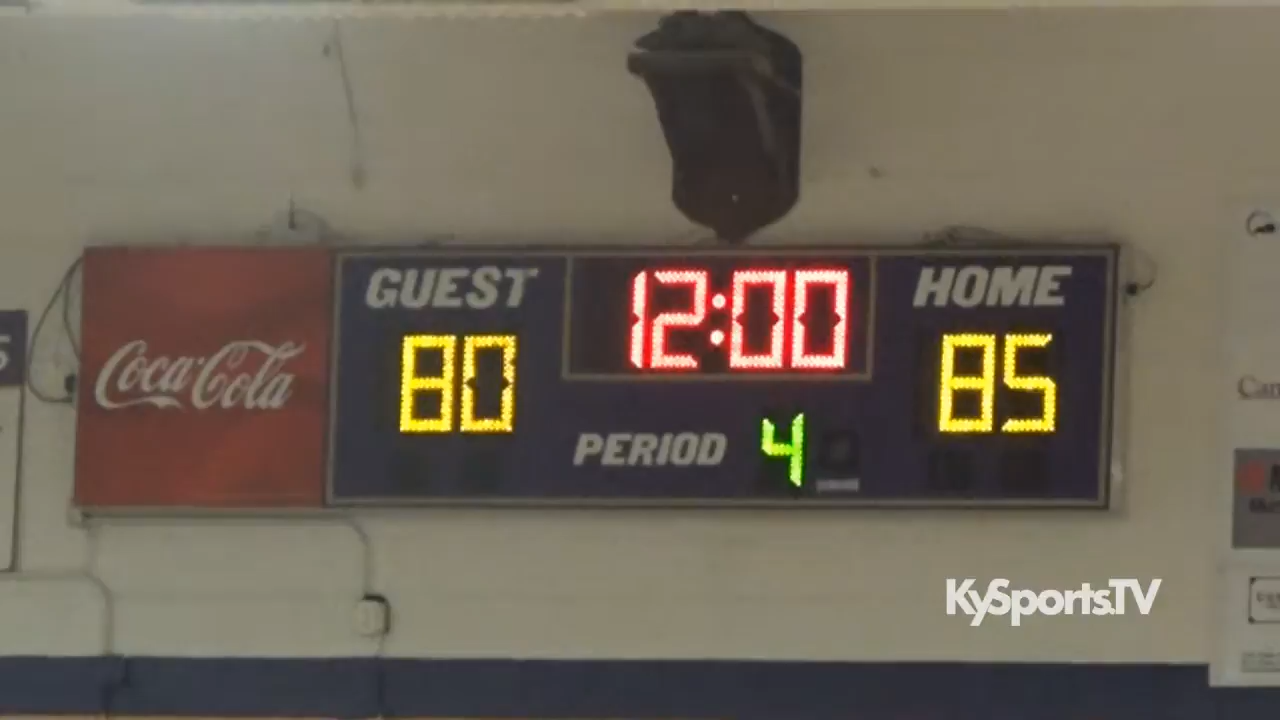 GUEST
12:00
HOME
Coca-Cola
80
85
PERIOD
4
KySports.TV